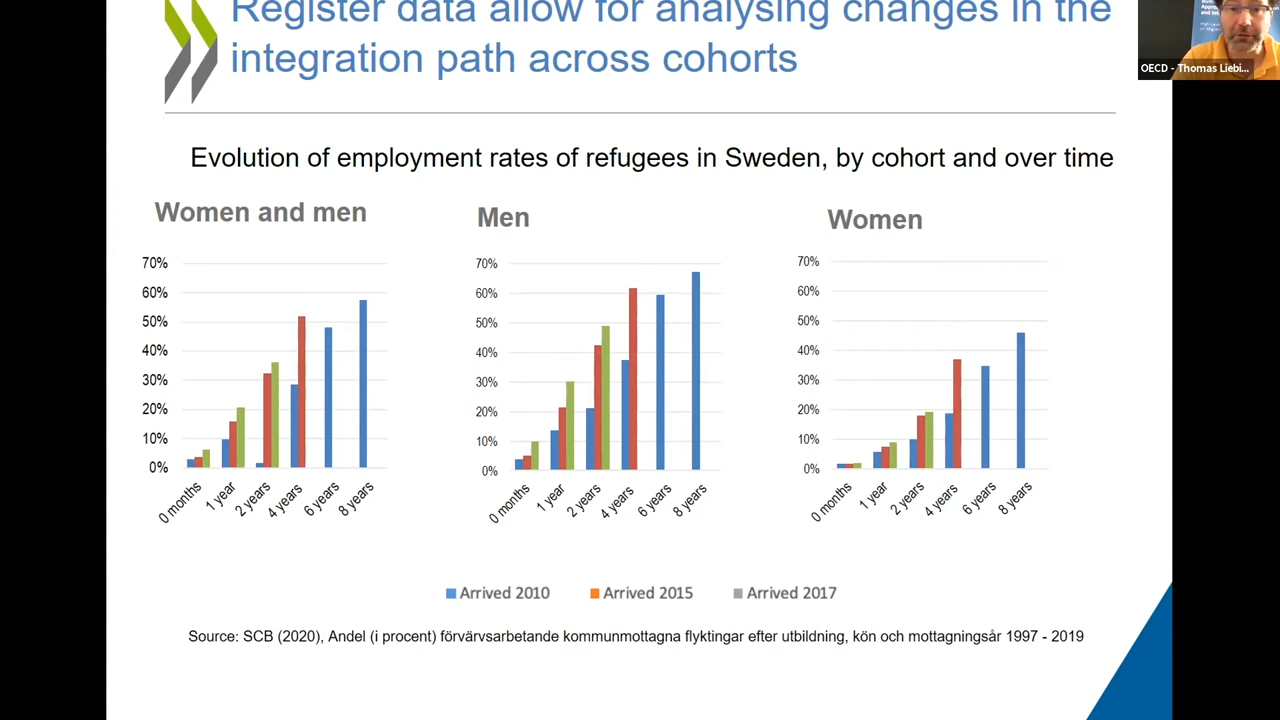 Register data allow for analysing changes in the
integration path across cohorts
OECD - Thomas Liebi...
Evolution of employment rates of refugees in Sweden, by cohort and over time
Women and men
70%
60%
50%
40%
30%
20%
10%
0%
0 months
1 year
2 years
4 years
6 years
8 years
Men
70%
60%
50%
40%
30%
20%
10%
0%
0 months
1 year
2 years
4 years
6 years
8 years
Women
70%
60%
50%
40%
30%
20%
10%
0%
0 months
1 year
2 years
4 years
6 years
8 years
Arrived 2010
Arrived 2015
Arrived 2017
Source: SCB (2020), Andel (i procent) förvärvsarbetande kommunmottagna flyktingar efter utbildning, kön och mottagningsår 1997 - 2019